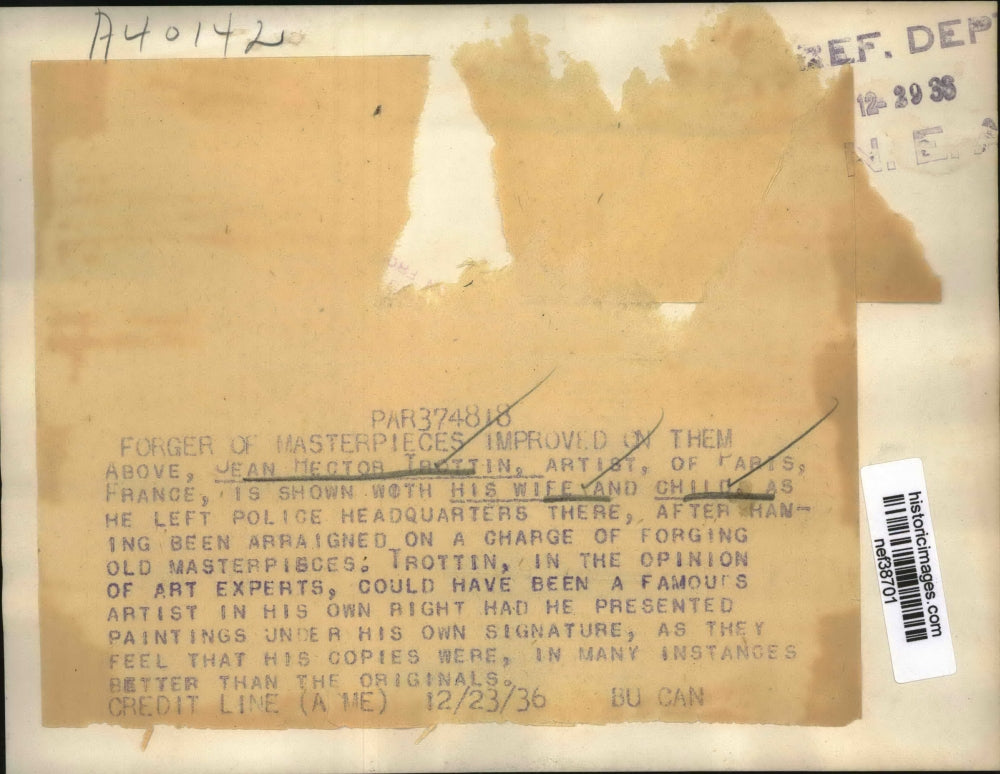 A40142
REF. DEP
12-29 36
N. E. A
PAR374818
FORGER OF MASTERPIECES IMPROVED ON THEM
ABOVE, JEAN HECTOR TROTTIN, ARTIST, OF PARIS,
FRANCE, IS SHOWN WITH HIS WIFE AND CHILD, AS
HE LEFT POLICE HEADQUARTERS THERE, AFTER HAN-
ING BEEN ARRAIGNED ON A CHARGE OF FORGING
OLD MASTERPIECES. TROTTIN, IN THE OPINION
OF ART EXPERTS, COULD HAVE BEEN A FAMOUS
ARTIST IN HIS OWN RIGHT HAD HE PRESENTED
PAINTINGS UNDER HIS OWN SIGNATURE, AS THEY
FEEL THAT HIS COPIES WERE, IN MANY INSTANCES
BETTER THAN THE ORIGINALS.
CREDIT LINE (A ME) 12/23/36 BU CAN
historicimages.com
nef38701